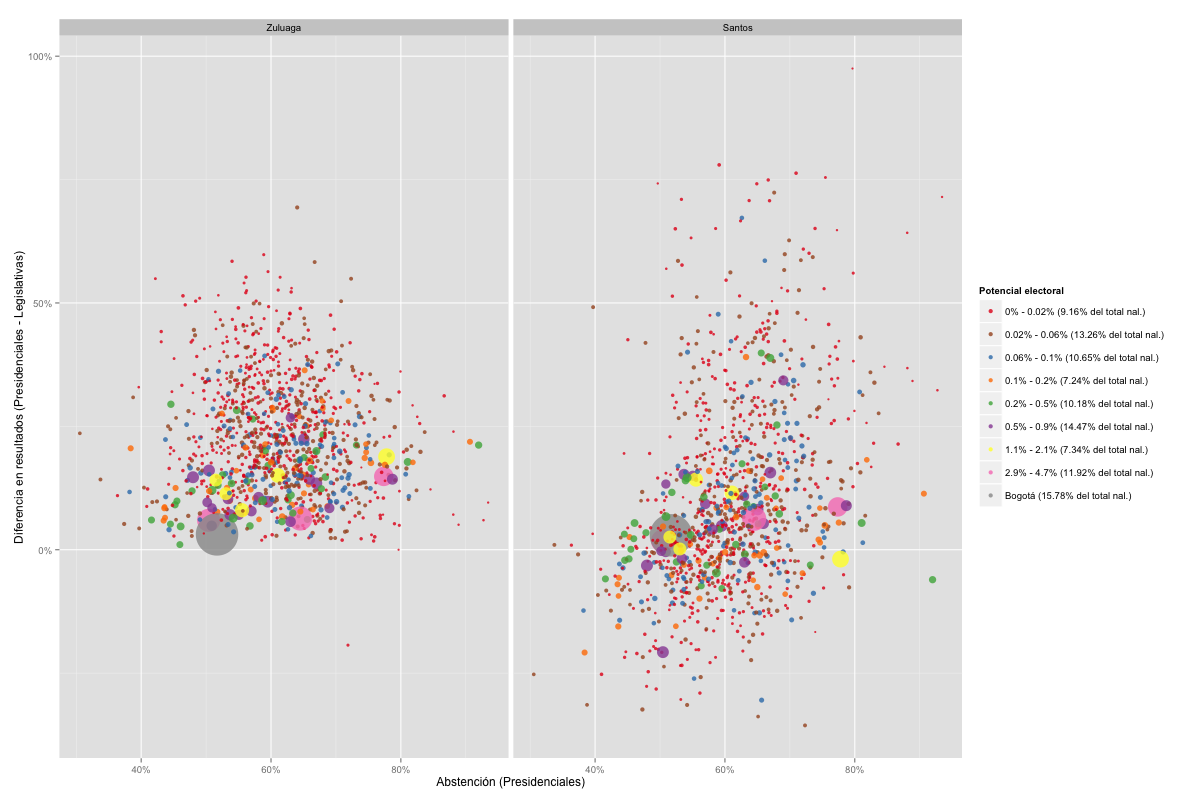 Zuluaga
Santos
Diferencia en resultados (Presidenciales - Legislativas)
100%
50%
0%
40%
60%
80%
40%
60%
80%
Abstención (Presidenciales)
Potencial electoral
0% - 0.02% (9.16% del total nal.)
0.02% - 0.06% (13.26% del total nal.)
0.06% - 0.1% (10.65% del total nal.)
0.1% - 0.2% (7.24% del total nal.)
0.2% - 0.5% (10.18% del total nal.)
0.5% - 0.9% (14.47% del total nal.)
1.1% - 2.1% (7.34% del total nal.)
2.9% - 4.7% (11.92% del total nal.)
Bogotá (15.78% del total nal.)